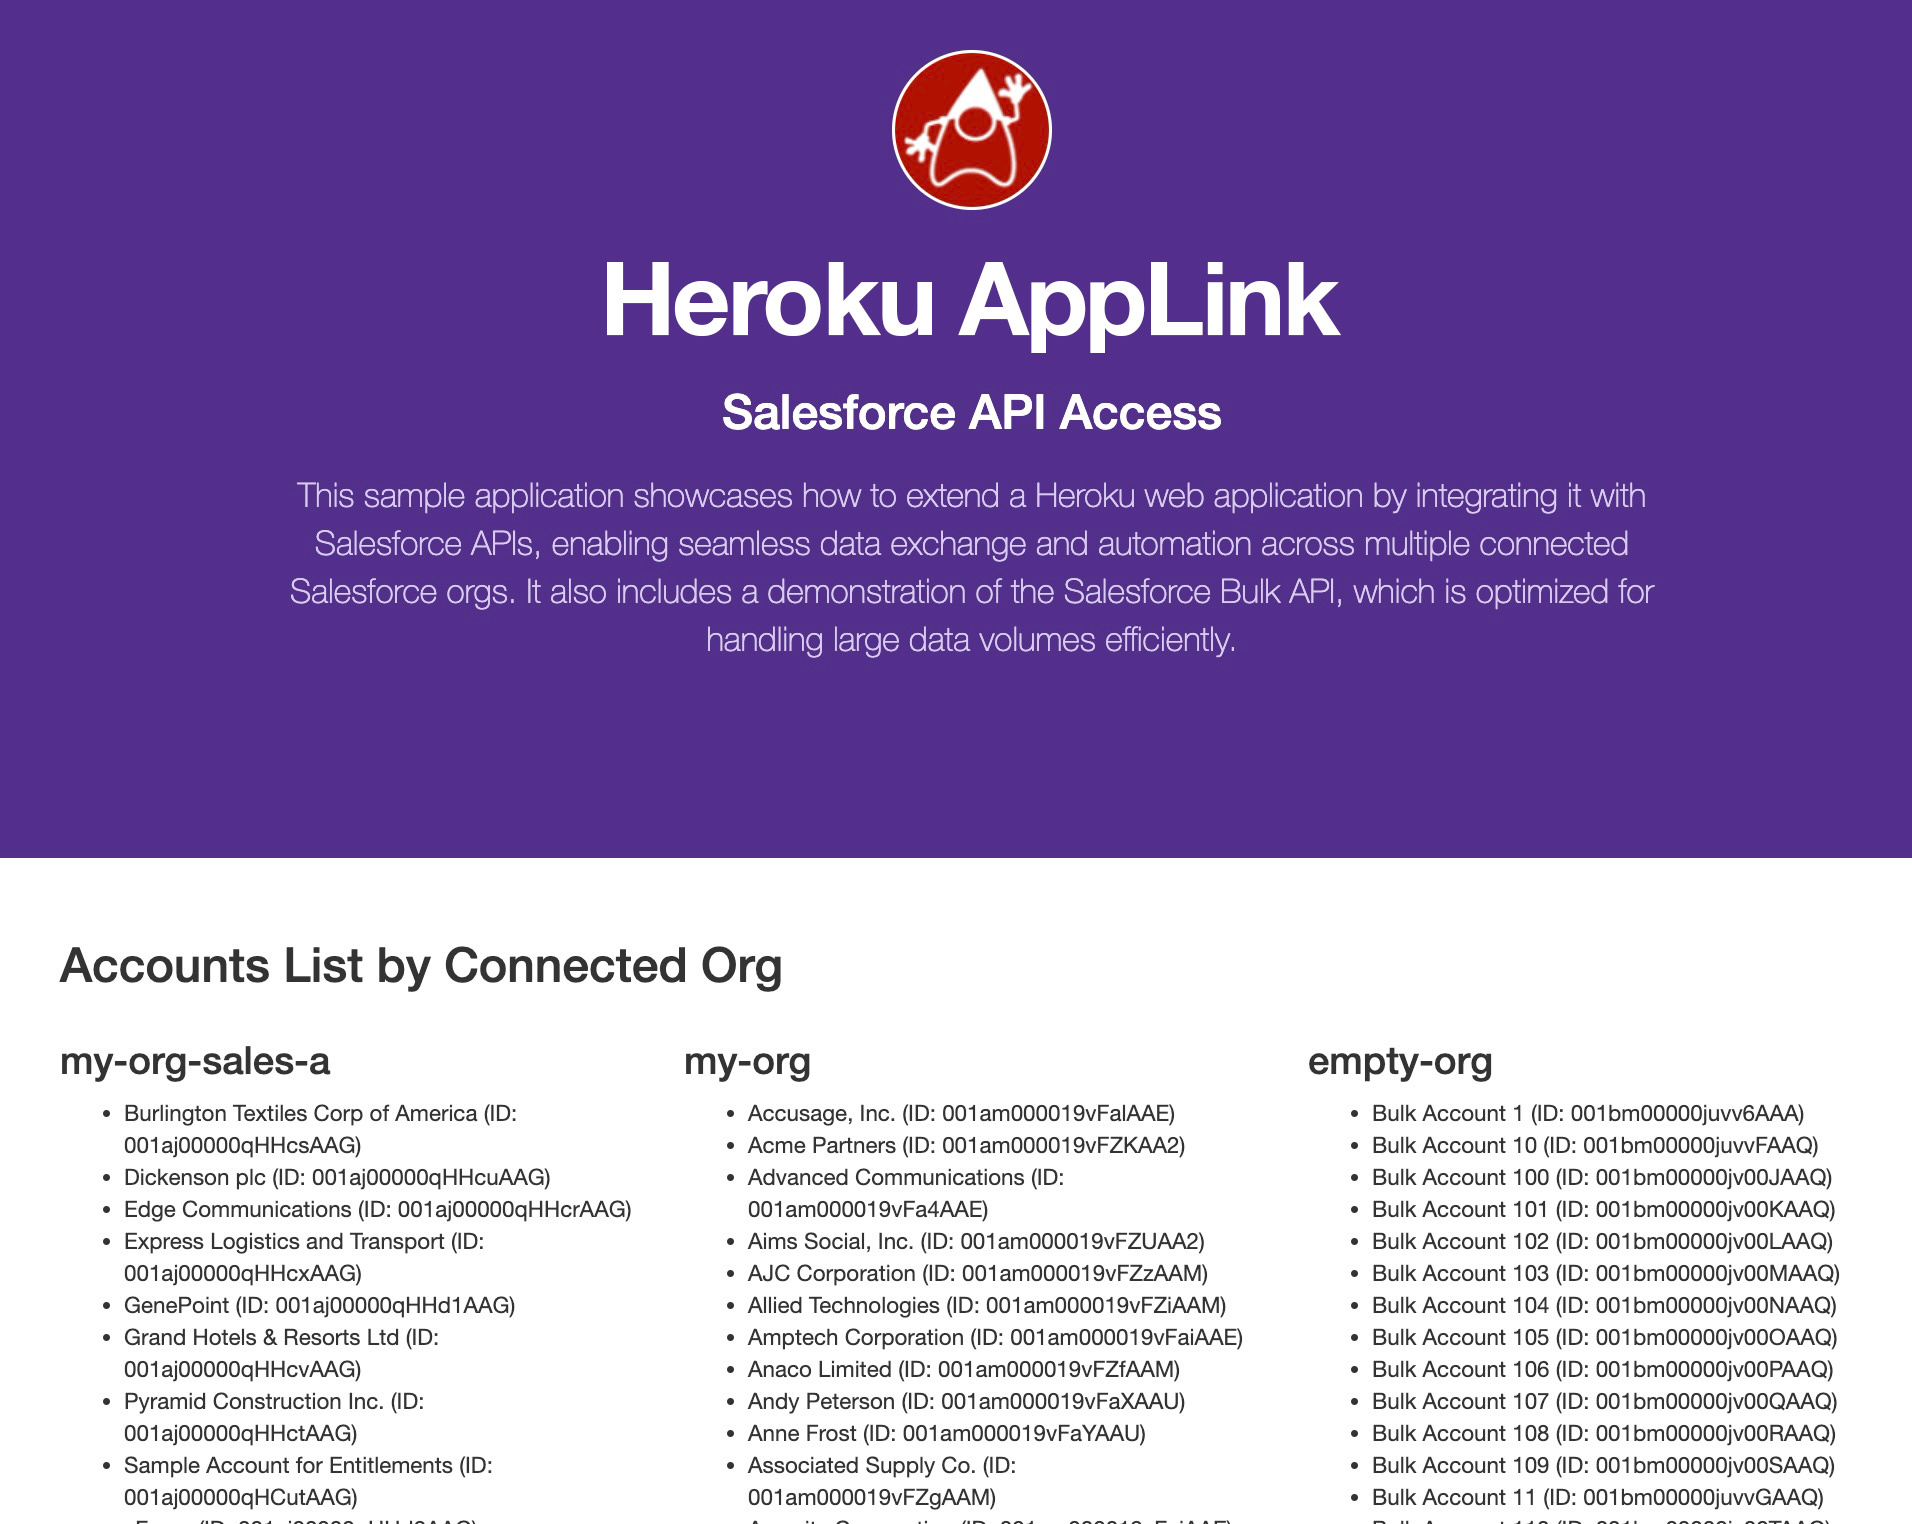 Heroku AppLink
Salesforce API Access
This sample application showcases how to extend a Heroku web application by integrating it with
Salesforce APIs, enabling seamless data exchange and automation across multiple connected
Salesforce orgs. It also includes a demonstration of the Salesforce Bulk API, which is optimized for
handling large data volumes efficiently.
Accounts List by Connected Org
my-org-sales-a
Burlington Textiles Corp of America (ID:
001aj00000qHHcsAAG)
Dickenson plc (ID: 001aj00000qHHcuAAG)
Edge Communications (ID: 001aj00000qHHcrAAG)
Express Logistics and Transport (ID:
001aj00000qHHcxAAG)
GenePoint (ID: 001aj00000qHHd1AAG)
Grand Hotels & Resorts Ltd (ID:
001aj00000qHHcvAAG)
Pyramid Construction Inc. (ID:
001aj00000qHHctAAG)
Sample Account for Entitlements (ID:
001aj00000qHCutAAG)
my-org
Accusage, Inc. (ID: 001am000019vFalAAE)
Acme Partners (ID: 001am000019vFZKAA2)
Advanced Communications (ID:
001am000019vFa4AAE)
Aims Social, Inc. (ID: 001am000019vFZUAA2)
AJC Corporation (ID: 001am000019vFZzAAM)
Allied Technologies (ID: 001am000019vFZiAAM)
Amptech Corporation (ID: 001am000019vFaiAAE)
Anaco Limited (ID: 001am000019vFZfAAM)
Andy Peterson (ID: 001am000019vFaXAAU)
Anne Frost (ID: 001am000019vFaYAAU)
Associated Supply Co. (ID:
001am000019vFZgAAM)
empty-org
Bulk Account 1 (ID: 001bm00000juvv6AAA)
Bulk Account 10 (ID: 001bm00000juvvFAAQ)
Bulk Account 100 (ID: 001bm00000jv00JAAQ)
Bulk Account 101 (ID: 001bm00000jv00KAAQ)
Bulk Account 102 (ID: 001bm00000jv00LAAQ)
Bulk Account 103 (ID: 001bm00000jv00MAAQ)
Bulk Account 104 (ID: 001bm00000jv00NAAQ)
Bulk Account 105 (ID: 001bm00000jv00OAAQ)
Bulk Account 106 (ID: 001bm00000jv00PAAQ)
Bulk Account 107 (ID: 001bm00000jv00QAAQ)
Bulk Account 108 (ID: 001bm00000jv00RAAQ)
Bulk Account 109 (ID: 001bm00000jv00SAAQ)
Bulk Account 11 (ID: 001bm00000juvvGAAQ)